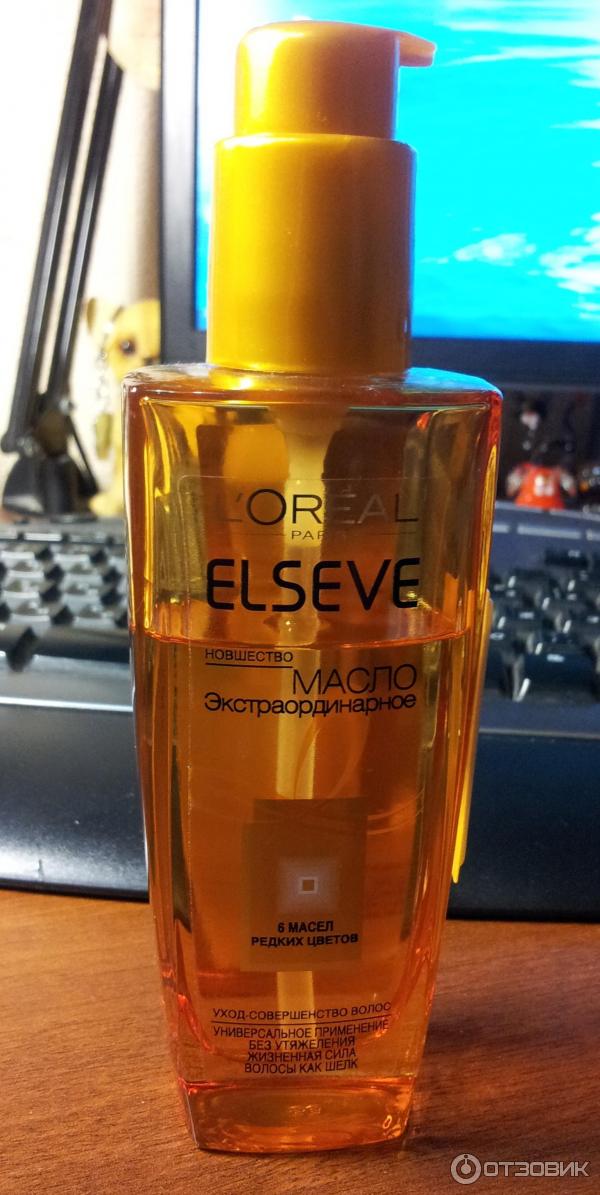 L'ORÉAL
PARIS
ELSEVE
НОВШЕСТВО
МАСЛО
Экстраординарное
6 МАСЕЛ
РЕДКИХ ЦВЕТОВ
УХОД-СОВЕРШЕНСТВО ВОЛОС
УНИВЕРСАЛЬНОЕ ПРИМЕНЕНИЕ
БЕЗ УТЯЖЕЛЕНИЯ
ЖИЗНЕННАЯ СИЛА
ВОЛОСЫ КАК ШЕЛК
ОТЗОВИК